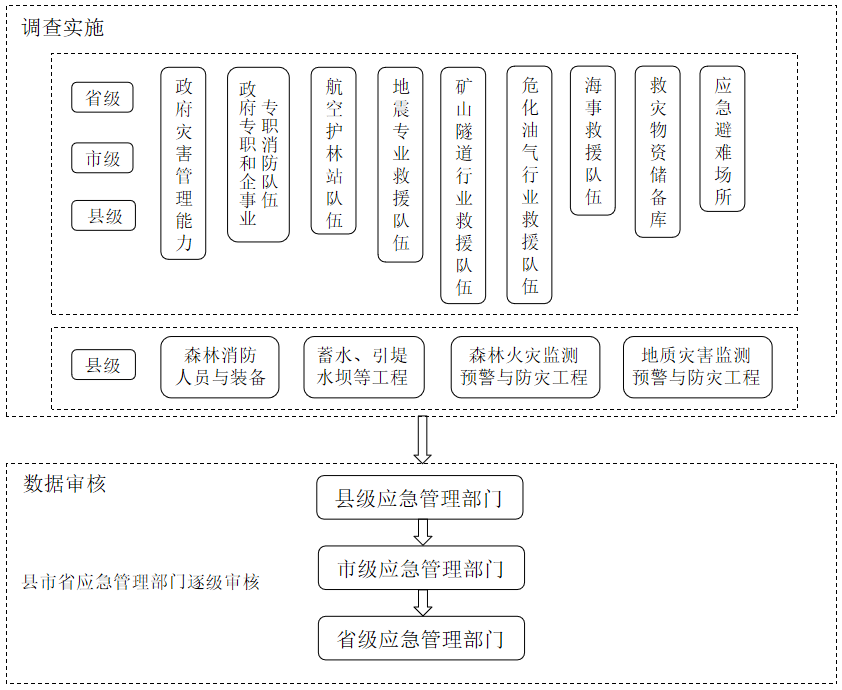 调查实施
省级
市级
县级
政府灾害管理能力
政府专职和企事业
专职消防队伍
航空护林站队伍
地震专业救援队伍
矿山隧道行业救援队伍
危化油气行业救援队伍
海事救援队伍
救灾物资储备库
应急避难场所
县级
森林消防
人员与装备
蓄水、引堤
水坝等工程
森林火灾监测
预警与防灾工程
地质灾害监测
预警与防灾工程
数据审核
县级应急管理部门
市级应急管理部门
县市省应急管理部门逐级审核
省级应急管理部门